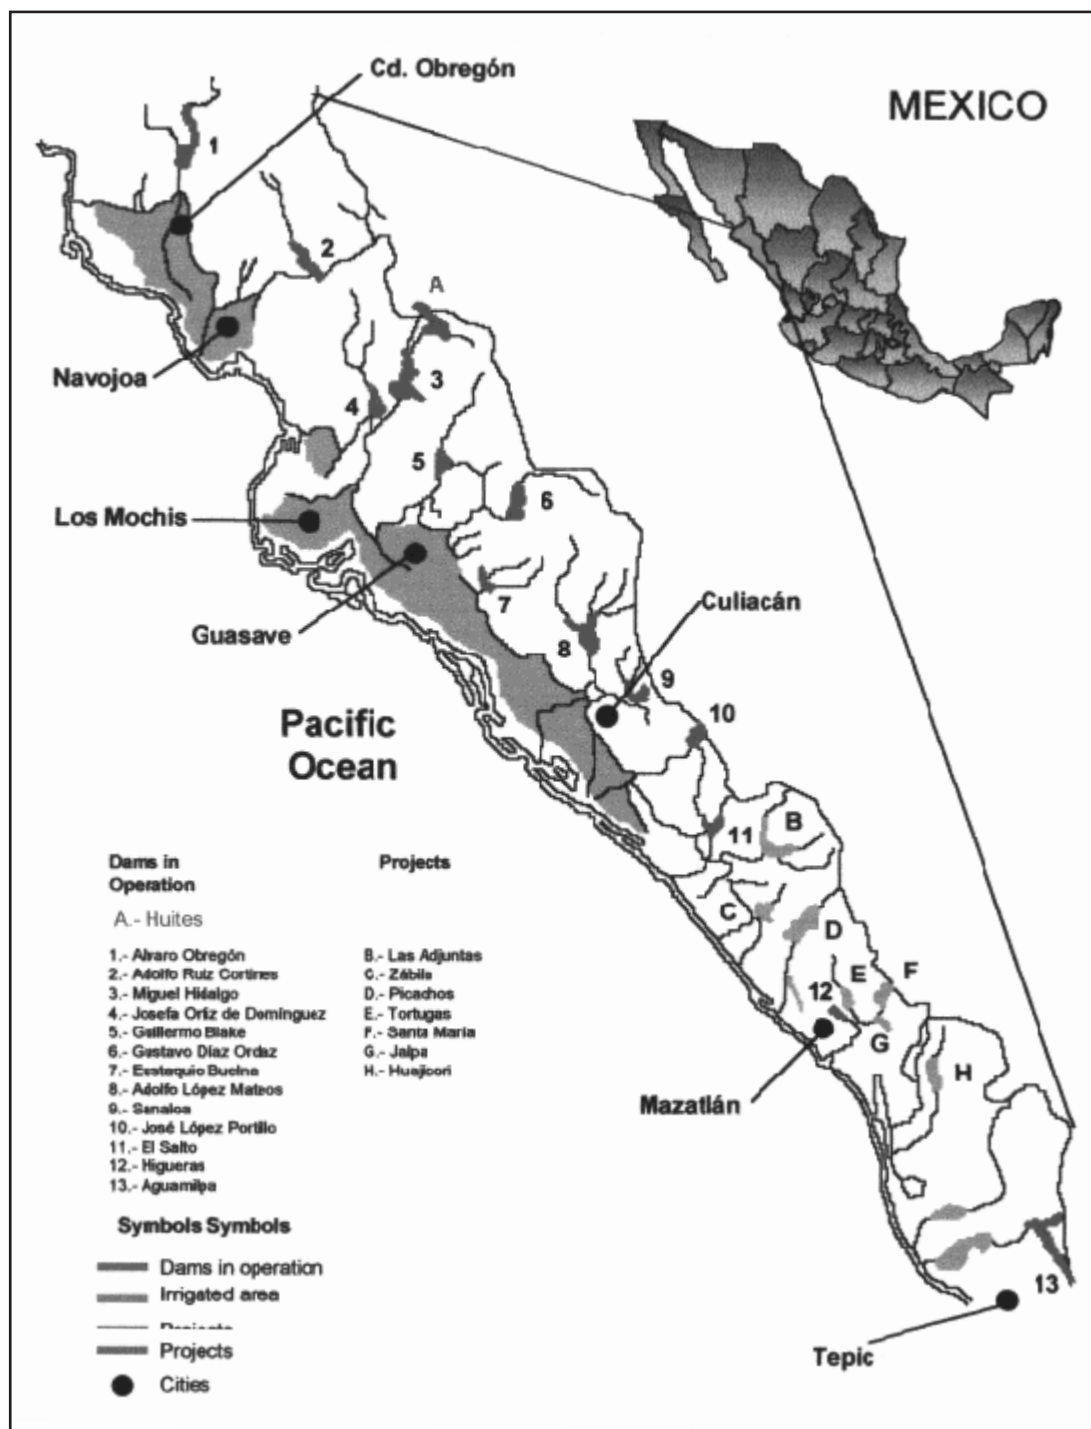 Cd. Obregón
MEXICO
1
2
A
Navojoa
3
4
5
Los Mochis
6
7
Culiacán
Guasave
8
9
10
Pacific
Ocean
11
B
Dams in
Operation
Projects
A.- Huites
C
D
1.- Alvaro Obregón
2.- Adolfo Ruiz Cortines
3.- Miguel Hidalgo
4.- Josefa Ortiz de Domínguez
5.- Guillermo Blake
6.- Gustavo Díaz Ordaz
7.- Eustaquio Buelna
8.- Adolfo López Mateos
9.- Sinaloa
10.- José López Portillo
11.- El Salto
12.- Higueras
13.- Aguamilpa
B.- Las Adjuntas
C.- Zábila
D.- Picachos
E.- Tortugas
F.- Santa María
G.- Jalpa
H.- Huajicori
E
F
12
G
H
Mazatlán
Symbols Symbols
Dams in operation
Irrigated area
Projects
Projects
Cities
13
Tepic